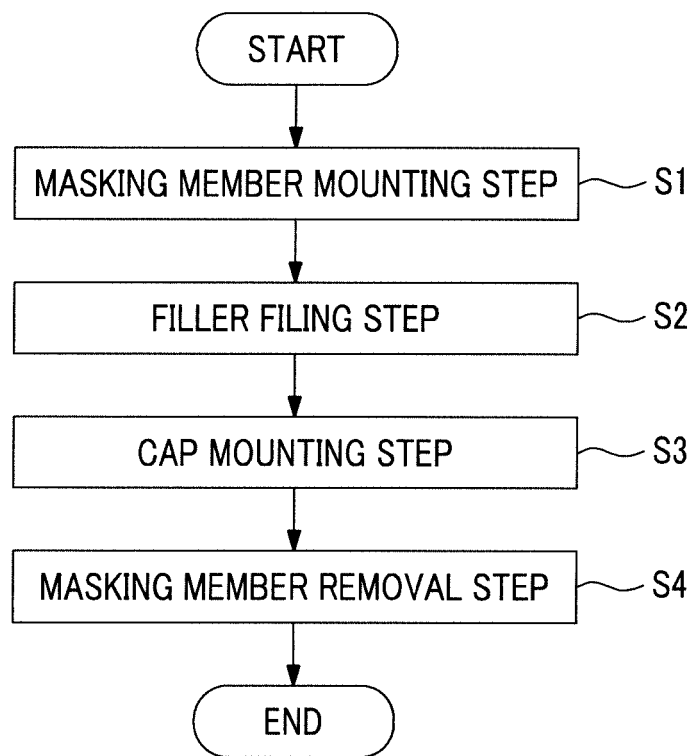 START
MASKING MEMBER MOUNTING STEP S1
FILLER FILING STEP S2
CAP MOUNTING STEP S3
MASKING MEMBER REMOVAL STEP S4
END